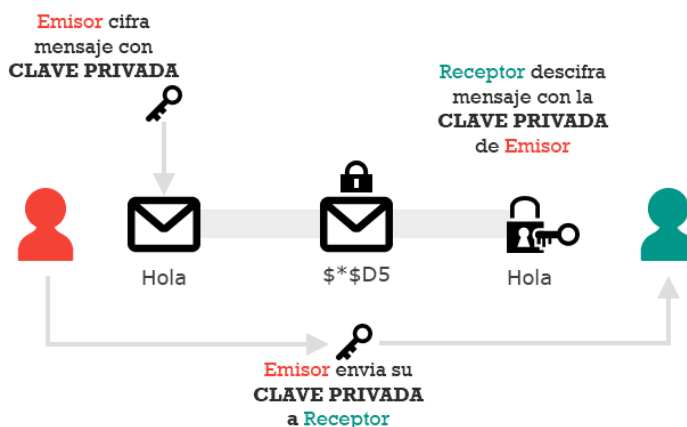 Emisor cifra
mensaje con
CLAVE PRIVADA
Receptor descifra
mensaje con la
CLAVE PRIVADA
de Emisor
Hola
$*$D5
Hola
Emisor envia su
CLAVE PRIVADA
a Receptor